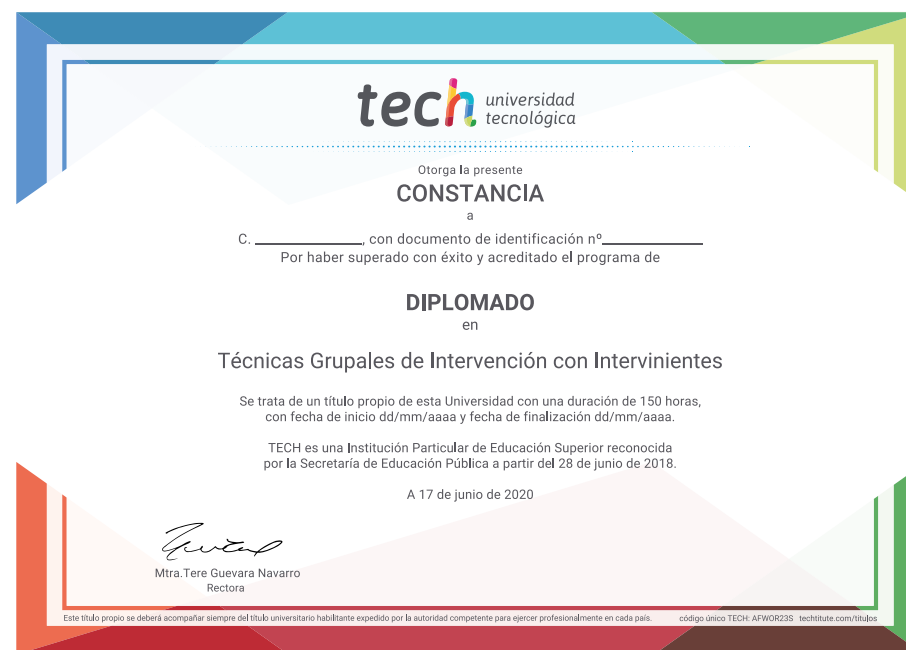 tech universidad
tecnológica
Otorga la presente
CONSTANCIA
a
C. ____________, con documento de identificación nº____________
Por haber superado con éxito y acreditado el programa de
DIPLOMADO
en
Técnicas Grupales de Intervención con Intervinientes
Se trata de un título propio de esta Universidad con una duración de 150 horas,
con fecha de inicio dd/mm/aaaa y fecha de finalización dd/mm/aaaa.
TECH es una Institución Particular de Educación Superior reconocida
por la Secretaría de Educación Pública a partir del 28 de junio de 2018.
A 17 de junio de 2020
Mtra.Tere Guevara Navarro
Rectora
Este título propio se deberá acompañar siempre del título universitario habilitante expedido por la autoridad competente para ejercer profesionalmente en cada país. código único TECH: AFWOR23S techtitute.com/titulos